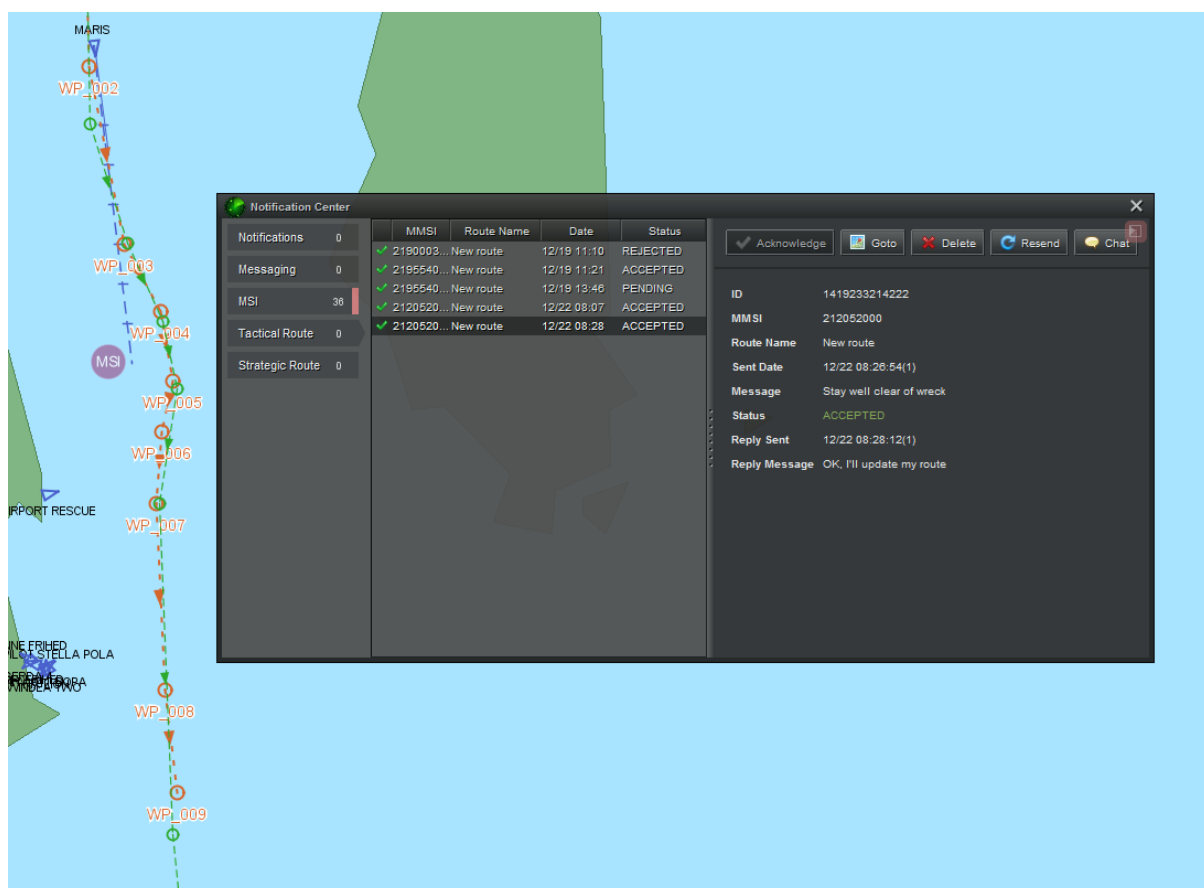 MARIS
WP_002
WP_003
WP_004
MSI
WP_005
WP_006
IRPORT RESCUE
WP_007
NE FRIHED
PILOT STELLA POLA
WINDEA TWO
WP_008
WP_009
Notification Center
Notifications 0
Messaging 0
MSI 36
Tactical Route 0
Strategic Route 0
MMSI Route Name Date Status
2190003... New route 12/19 11:10 REJECTED
2195540... New route 12/19 11:21 ACCEPTED
2195540... New route 12/19 13:46 PENDING
2120520... New route 12/22 08:07 ACCEPTED
2120520... New route 12/22 08:28 ACCEPTED
Acknowledge Goto Delete Resend Chat
ID 1419233214222
MMSI 212052000
Route Name New route
Sent Date 12/22 08:26:54(1)
Message Stay well clear of wreck
Status ACCEPTED
Reply Sent 12/22 08:28:12(1)
Reply Message OK, I'll update my route